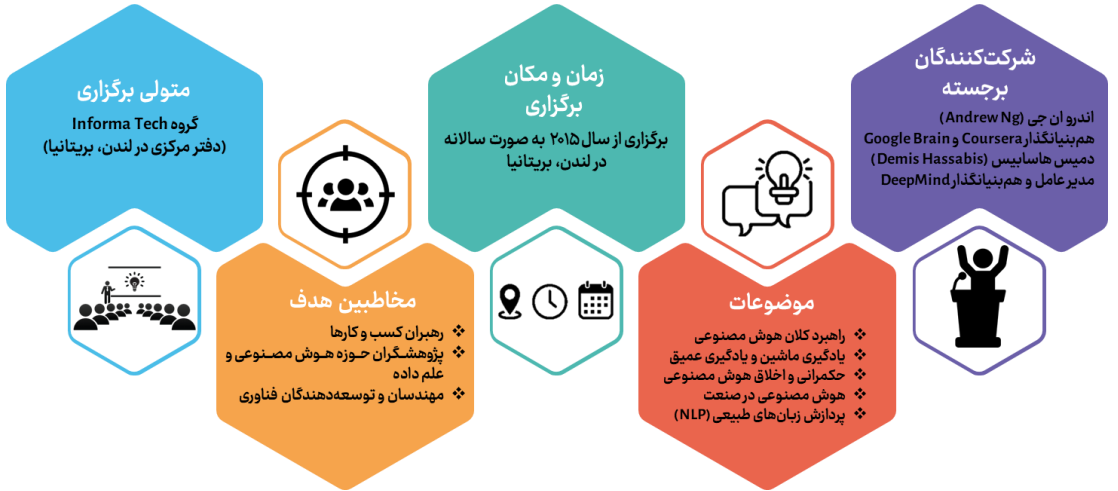 شرکت‌کنندگان
برجسته
اندرو ان جی (Andrew Ng)
هم‌بنیانگذار Coursera و Google Brain
دمیس هاسابیس (Demis Hassabis)
مدیر عامل و هم‌بنیانگذار DeepMind
موضوعات
❖ راهبرد کلان هوش مصنوعی
❖ یادگیری ماشین و یادگیری عمیق
❖ حکمرانی و اخلاق هوش مصنوعی
❖ هوش مصنوعی در صنعت
❖ پردازش زبان‌های طبیعی (NLP)
زمان و مکان
برگزاری
برگزاری از سال ۲۰۱۵ به صورت سالانه
در لندن، بریتانیا
مخاطبین هدف
❖ رهبران کسب و کارها
❖ پژوهشگران حوزه هوش مصنوعی و
علم داده
❖ مهندسان و توسعه‌دهندگان فناوری
متولی برگزاری
گروه Informa Tech
(دفتر مرکزی در لندن، بریتانیا)